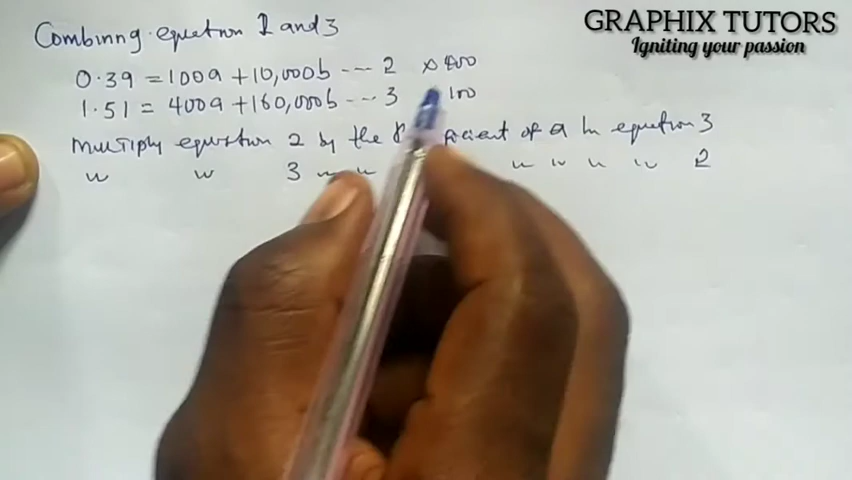 GRAPHIX TUTORS
Igniting your passion
Combining equation 2 and 3
0.39 = 100a + 10,000b --- 2 × 400
1.51 = 400a + 160,000b --- 3 100
Multiply equation 2 by the of a in equation 3
" " 3 " " " " " " 2